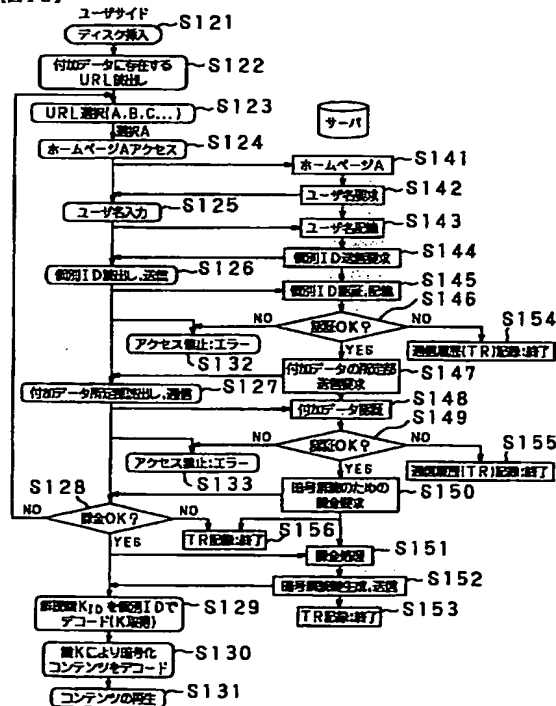 ユーザサイド
ディスク挿入 S121
付加データに存在する
URL読出し S122
URL選択(A,B,C...) S123
選択A
ホームページAアクセス S124
サーバ
ホームページA S141
ユーザ名要求 S142
ユーザ名入力 S125
ユーザ名記憶 S143
個別ID送信要求 S144
個別ID読出し,送信 S126
個別ID認証,記憶 S145
認証OK? S146
NO
NO
YES
アクセス禁止:エラー S132
通信履歴(TR)記録:終了 S154
付加データの所定部
送信要求 S147
付加データ所定部読出し,送信 S127
付加データ認証 S148
認証OK? S149
NO
NO
YES
アクセス禁止:エラー S133
通信履歴(TR)記録:終了 S155
暗号解読のための
課金要求 S150
課金OK? S128
NO
NO
YES
TR記録:終了 S156
課金処理 S151
暗号解読鍵生成,送信 S152
TR記録:終了 S153
解読鍵KIDを個別IDで
デコード(K取得) S129
鍵Kにより暗号化
コンテンツをデコード S130
コンテンツの再生 S131